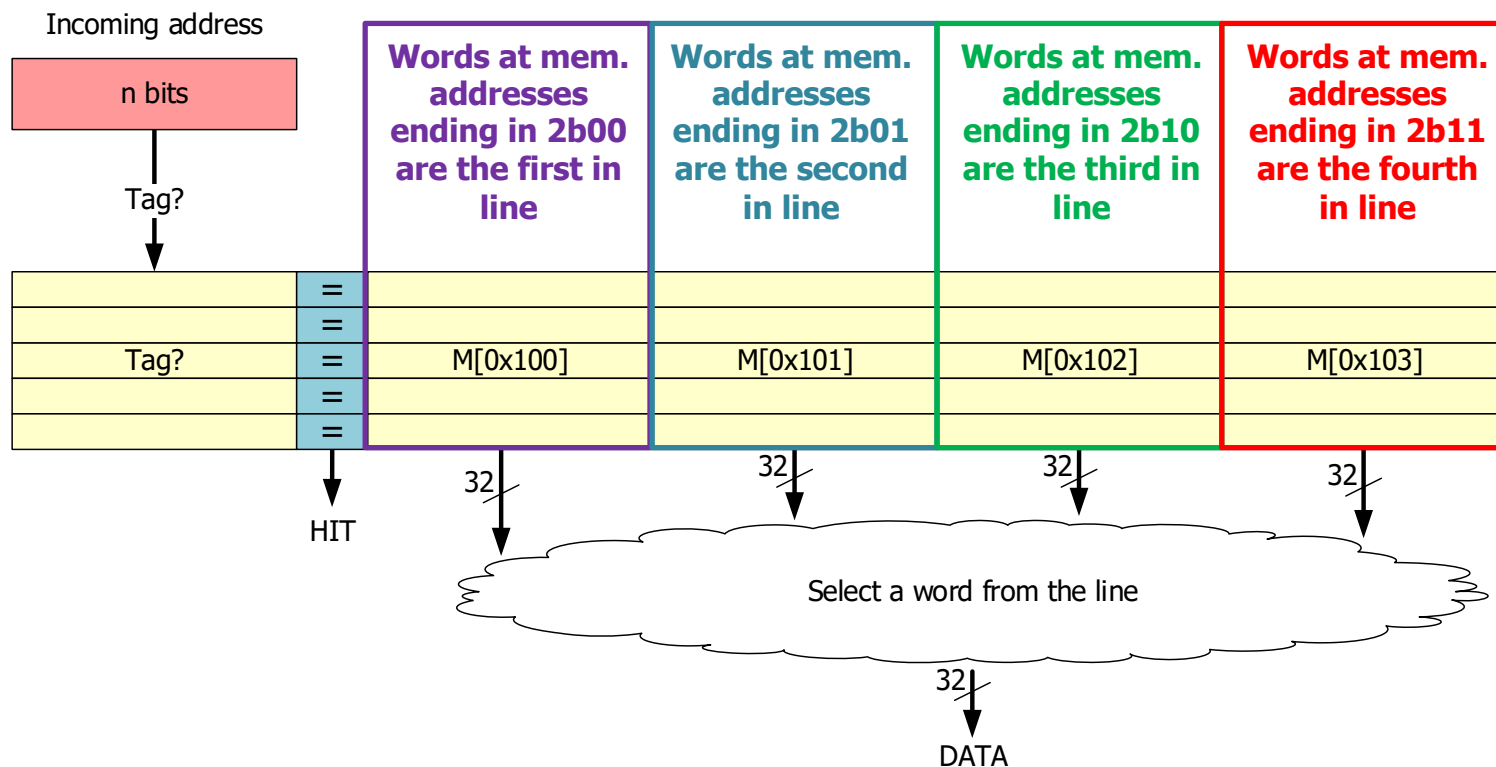 Incoming address
n bits
Tag?
Words at mem.
addresses
ending in 2b00
are the first in
line
Words at mem.
addresses
ending in 2b01
are the second
in line
Words at mem.
addresses
ending in 2b10
are the third in
line
Words at mem.
addresses
ending in 2b11
are the fourth
in line
=
=
Tag? = M[0x100] M[0x101] M[0x102] M[0x103]
=
=
HIT
32 32 32 32
Select a word from the line
32
DATA